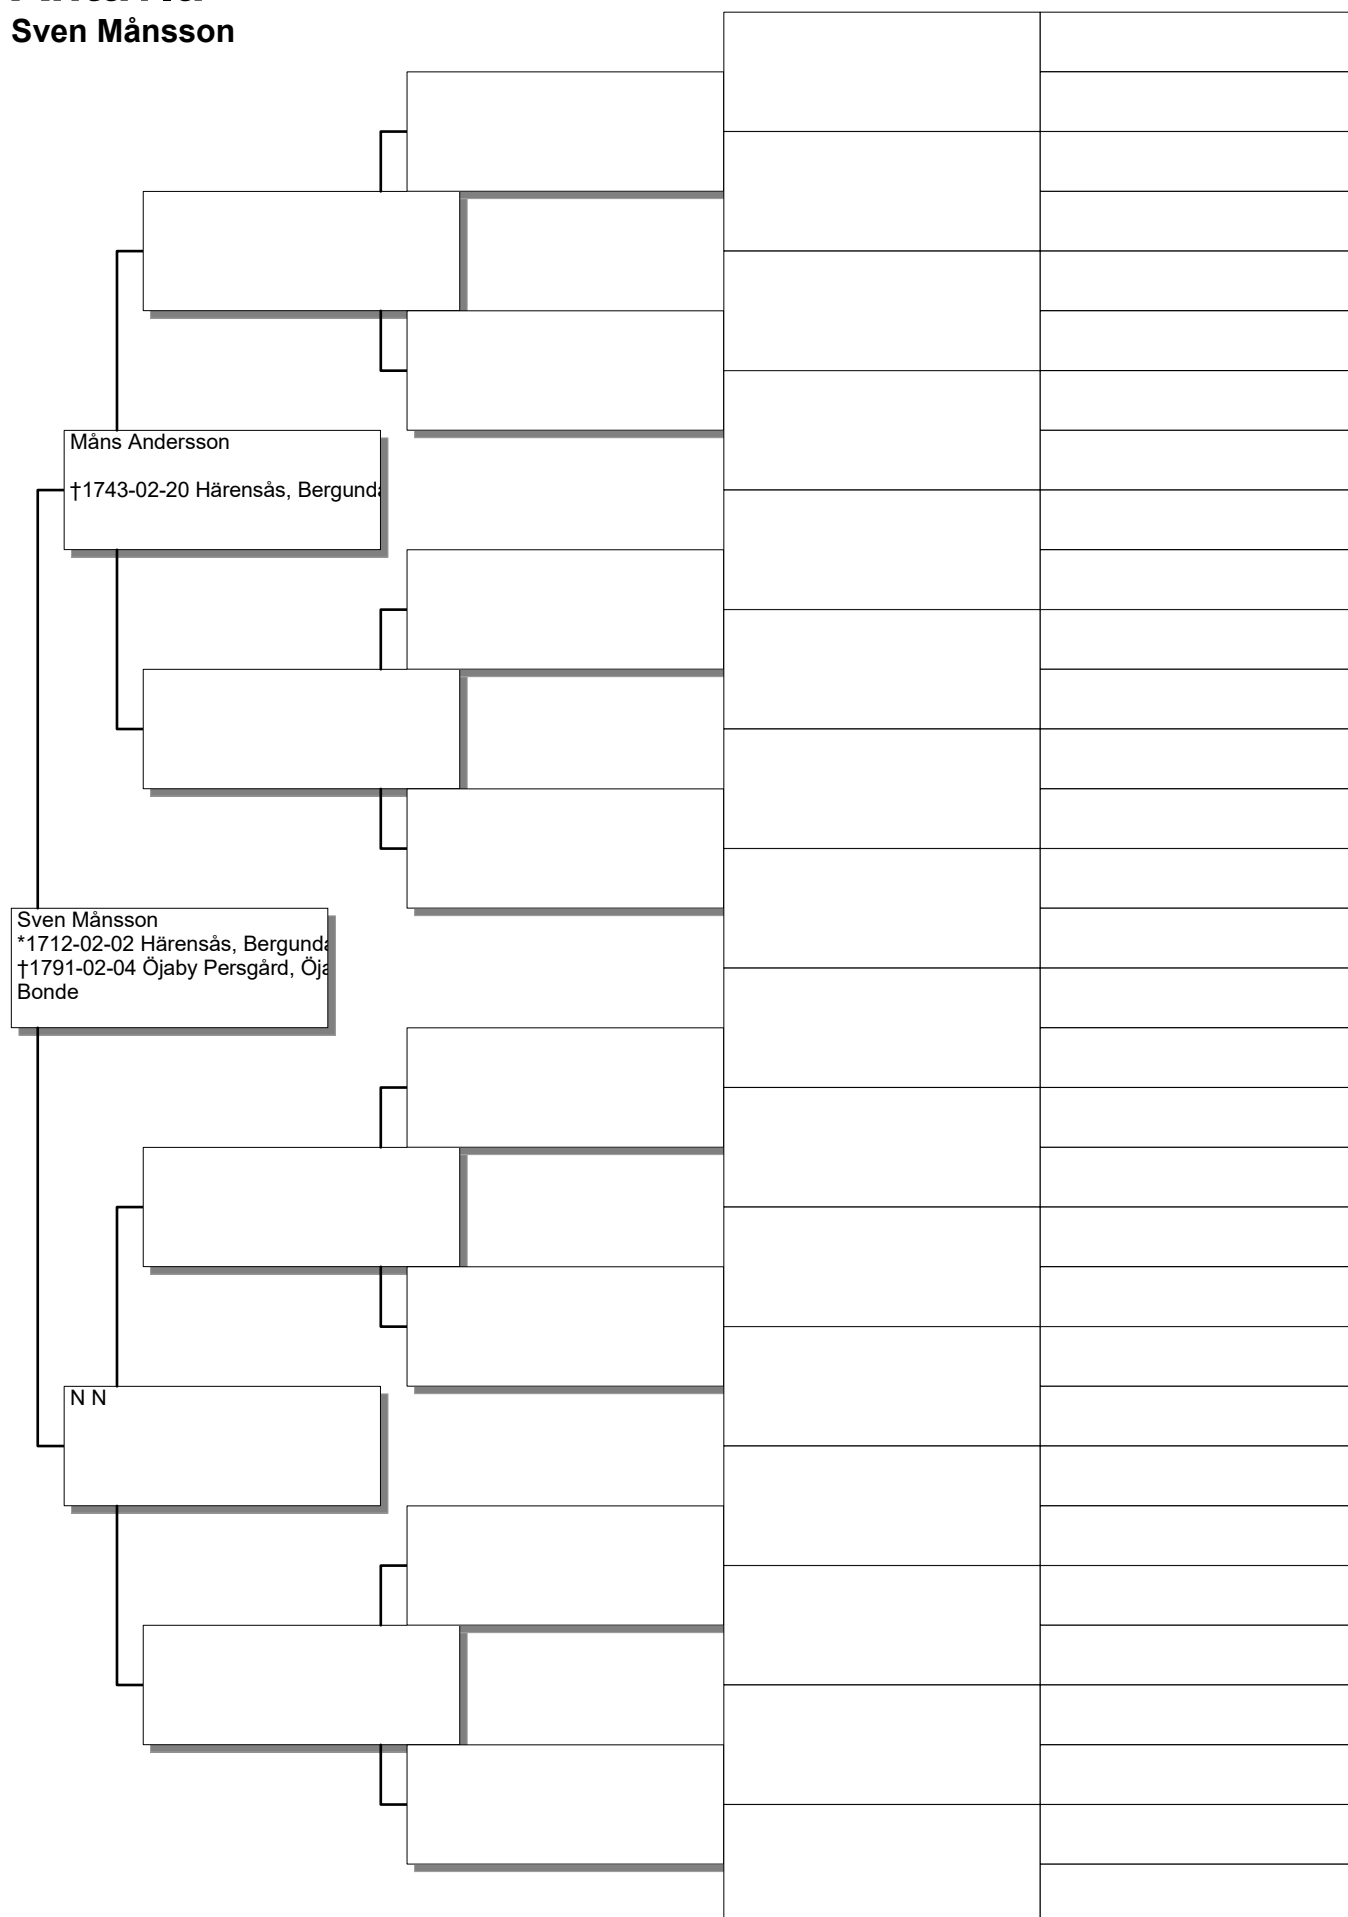 Sven Månsson
Måns Andersson
†1743-02-20 Härensås, Bergunda
Sven Månsson
*1712-02-02 Härensås, Bergunda
†1791-02-04 Öjaby Persgård, Öja
Bonde
N N